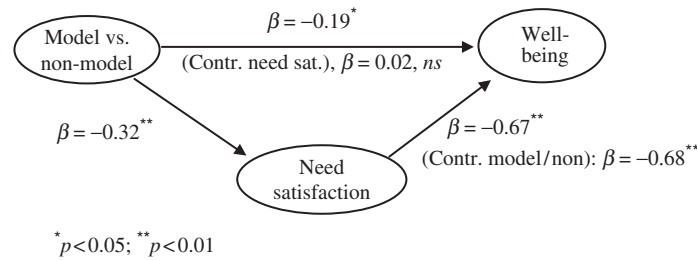 β = –0.19*
Model vs.
non-model
Well-
being
(Contr. need sat.), β = 0.02, ns
β = –0.32**
β = –0.67**
(Contr. model/non): β = –0.68**
Need
satisfaction
*p<0.05; **p<0.01